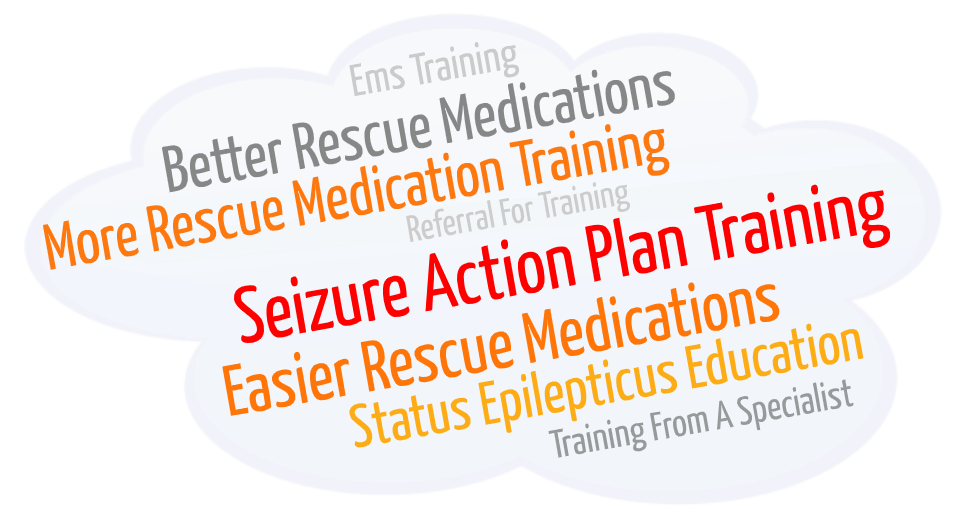 Ems Training
Better Rescue Medications
More Rescue Medication Training
Referral For Training
Seizure Action Plan Training
Easier Rescue Medications
Status Epilepticus Education
Training From A Specialist